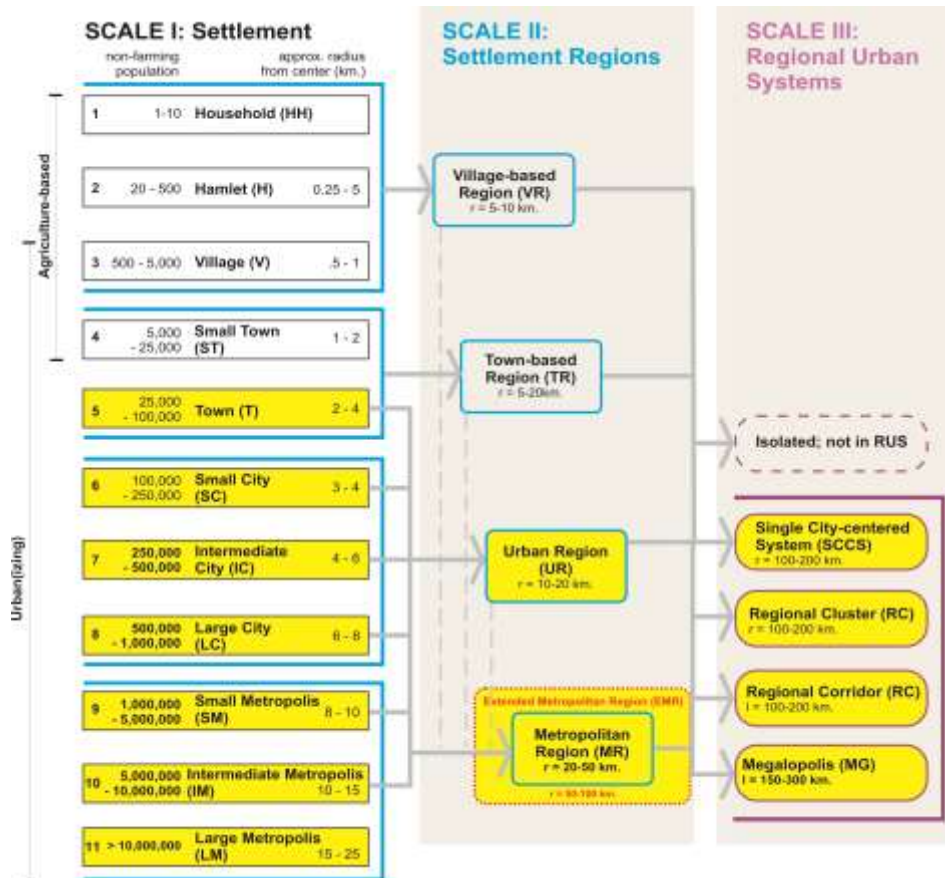 SCALE I: Settlement
non-farming
population
approx. radius
from center (km.)
1 1-10 Household (HH)
2 20 - 500 Hamlet (H) 0.25 - 5
3 500 - 5,000 Village (V) .5 - 1
4 5,000
- 25,000 Small Town
(ST) 1 - 2
5 25,000
- 100,000 Town (T) 2 - 4
6 100,000
- 250,000 Small City
(SC) 3 - 4
7 250,000
- 500,000 Intermediate
City (IC) 4 - 6
8 500,000
- 1,000,000 Large City
(LC) 6 - 8
9 1,000,000
- 5,000,000 Small Metropolis
(SM) 8 - 10
10 5,000,000
- 10,000,000 Intermediate Metropolis
(IM) 10 - 15
11 > 10,000,000 Large Metropolis
(LM) 15 - 25
Agriculture-based
Urban(izing)
SCALE II:
Settlement Regions
Village-based
Region (VR)
r = 5-10 km.
Town-based
Region (TR)
r = 5-20km.
Urban Region
(UR)
r = 10-20 km.
Extended Metropolitan Region (EMR)
Metropolitan
Region (MR)
r = 20-50 km.
r = 50-100 km.
SCALE III:
Regional Urban
Systems
Isolated; not in RUS
Single City-centered
System (SCCS)
r = 100-200 km.
Regional Cluster (RC)
r = 100-200 km.
Regional Corridor (RC)
l = 100-200 km.
Megalopolis (MG)
l = 150-300 km.